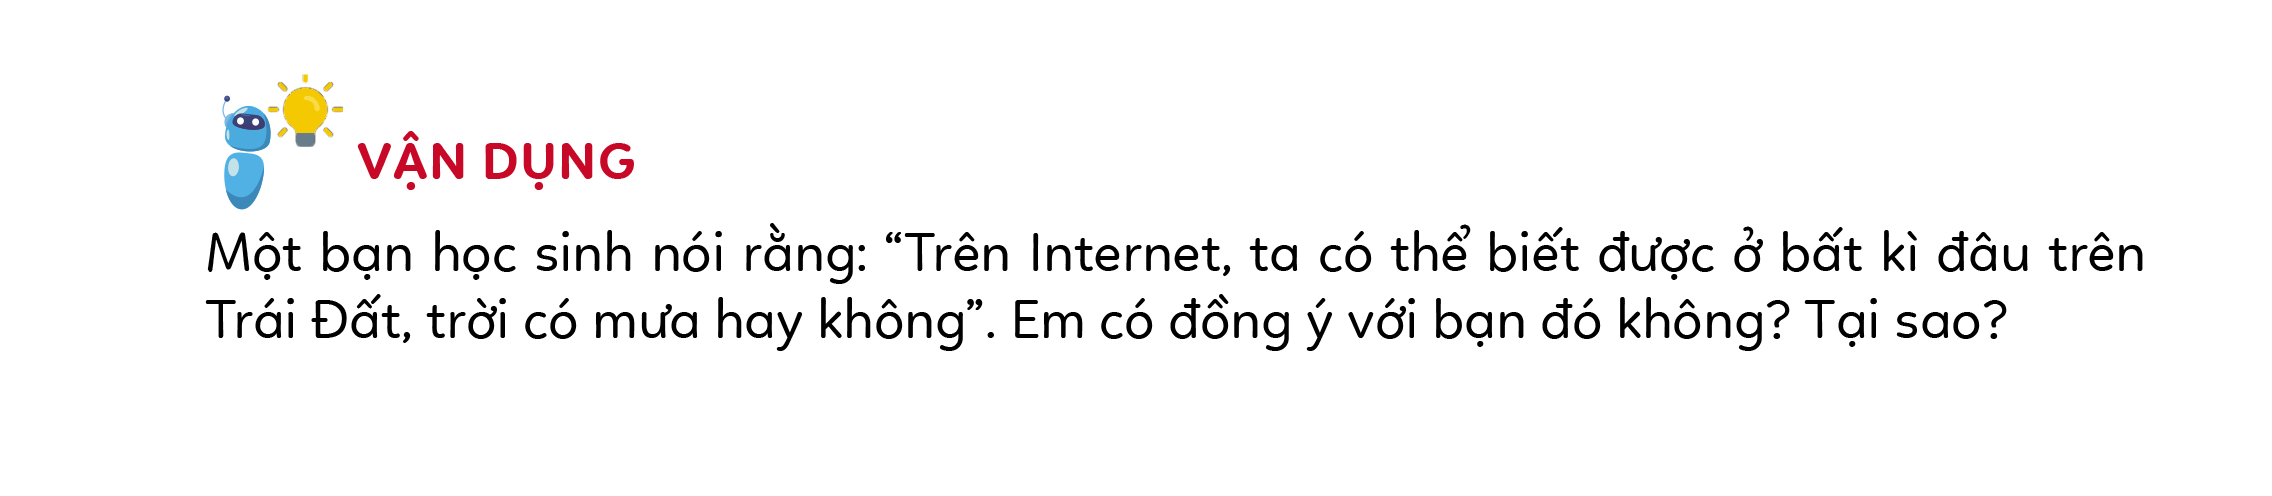 VẬN DỤNG
Một bạn học sinh nói rằng: “Trên Internet, ta có thể biết được ở bất kì đâu trên
Trái Đất, trời có mưa hay không”. Em có đồng ý với bạn đó không? Tại sao?